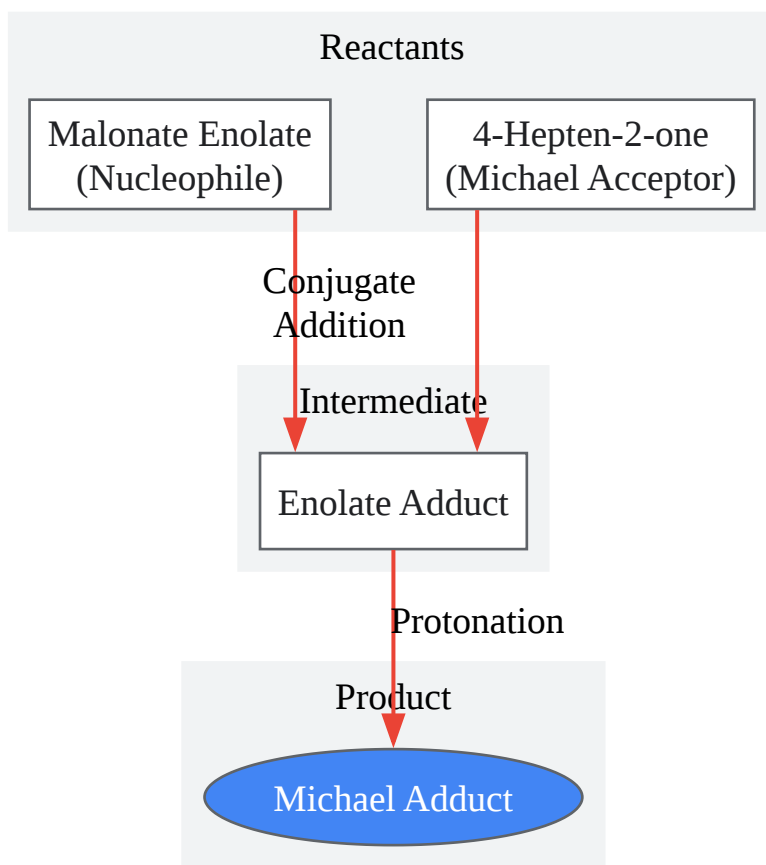 Reactants
Malonate Enolate
(Nucleophile)
4-Hepten-2-one
(Michael Acceptor)
Conjugate
Addition
Intermediate
Enolate Adduct
Protonation
Product
Michael Adduct